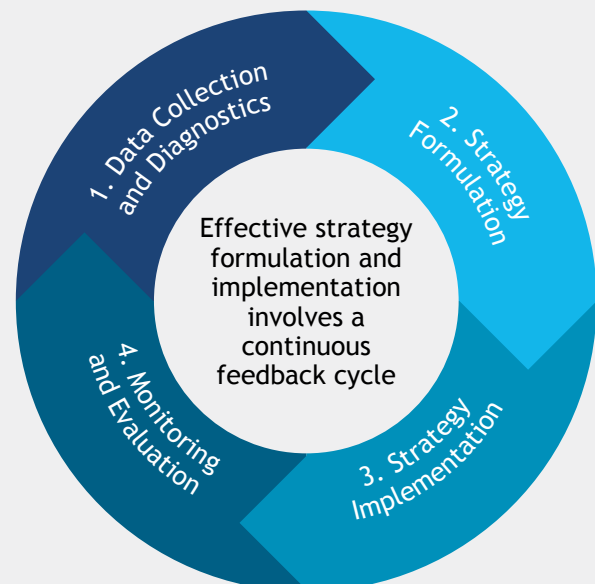 1. Data Collection
and Diagnostics
2. Strategy
Formulation
3. Strategy
Implementation
4. Monitoring
and Evaluation
Effective strategy
formulation and
implementation
involves a
continuous
feedback cycle